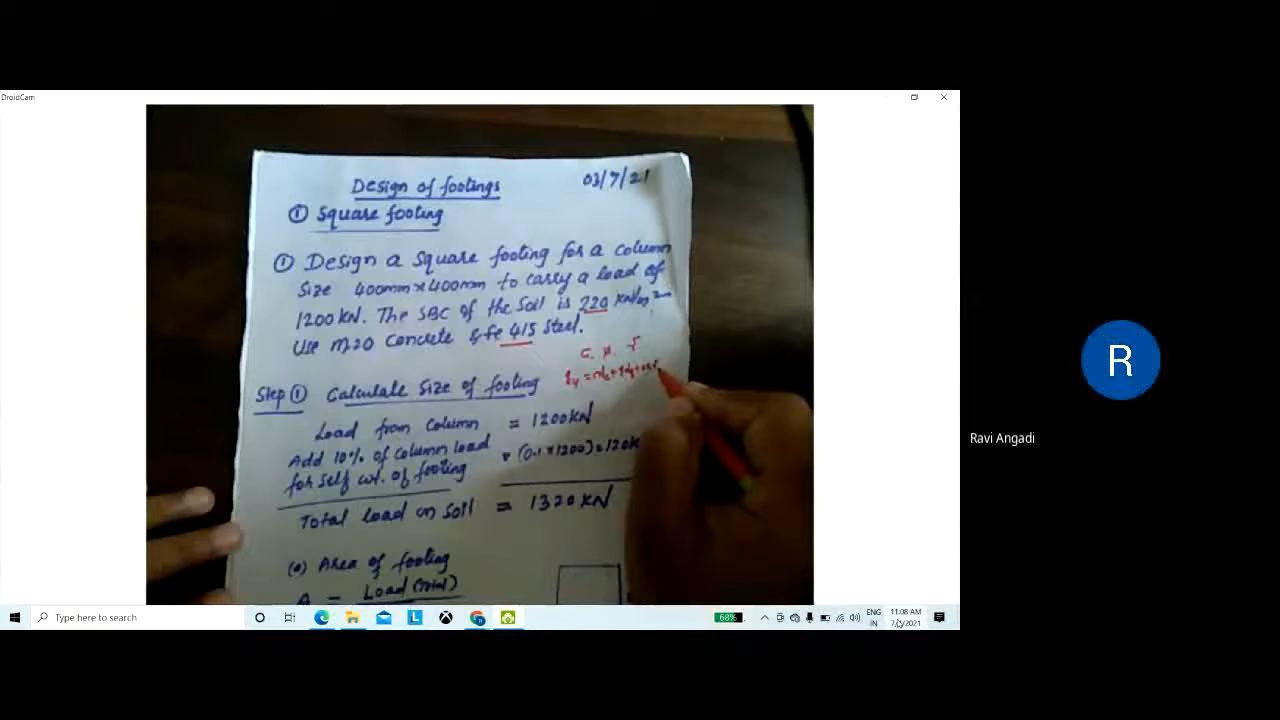 DroidCam
Design of footings
03/7/21
① Square footing
① Design a square footing for a column
Size 400mm×400mm to carry a load of
1200 kN. The SBC of the soil is 220 kN/m²
Use M20 Concrete & fe 415 steel.
C, φ, γ
Step ① Calculate Size of footing
Load from Column = 1200 kN
Add 10% of Column load = (0.1×1200) = 120 k
for self wt. of footing
Total Load on Soil = 1320 kN
(a) Area of footing
A = Load (Total)
R
Ravi Angadi
Type here to search
68%
ENG
IN
11:08 AM